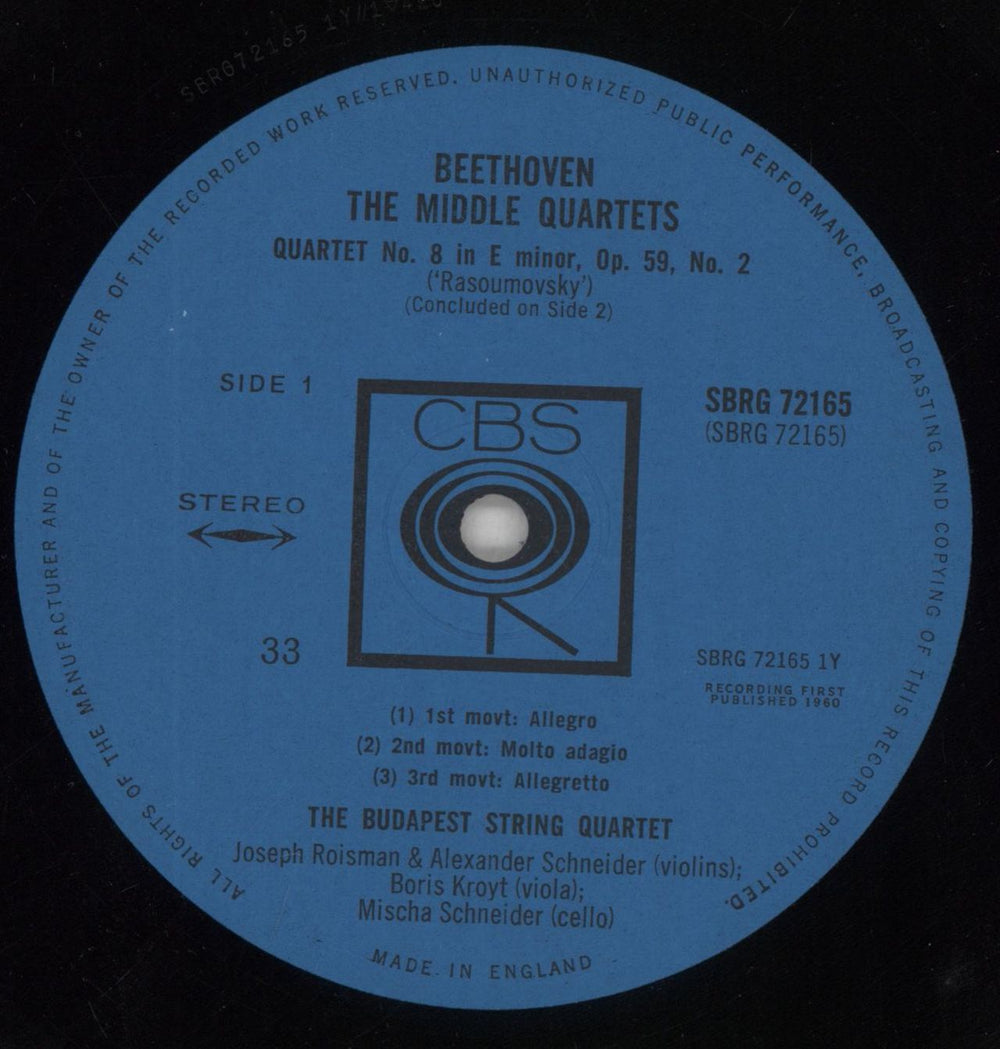 SBRG72165 1Y
ALL RIGHTS OF THE MANUFACTURER AND OF THE OWNER OF THE RECORDED WORK RESERVED. UNAUTHORIZED PUBLIC PERFORMANCE, BROADCASTING AND COPYING OF THIS RECORD PROHIBITED.
BEETHOVEN
THE MIDDLE QUARTETS
QUARTET No. 8 in E minor, Op. 59, No. 2
('Rasoumovsky')
(Concluded on Side 2)
SIDE 1
CBS
SBRG 72165
(SBRG 72165)
STEREO
33
SBRG 72165 1Y
RECORDING FIRST
PUBLISHED 1960
(1) 1st movt: Allegro
(2) 2nd movt: Molto adagio
(3) 3rd movt: Allegretto
THE BUDAPEST STRING QUARTET
Joseph Roisman & Alexander Schneider (violins);
Boris Kroyt (viola);
Mischa Schneider (cello)
MADE IN ENGLAND